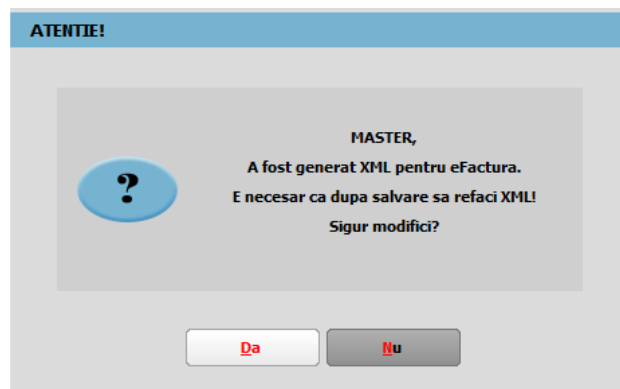 ATENTIE!
?
MASTER,
A fost generat XML pentru eFactura.
E necesar ca dupa salvare sa refaci XML!
Sigur modifici?
Da
Nu